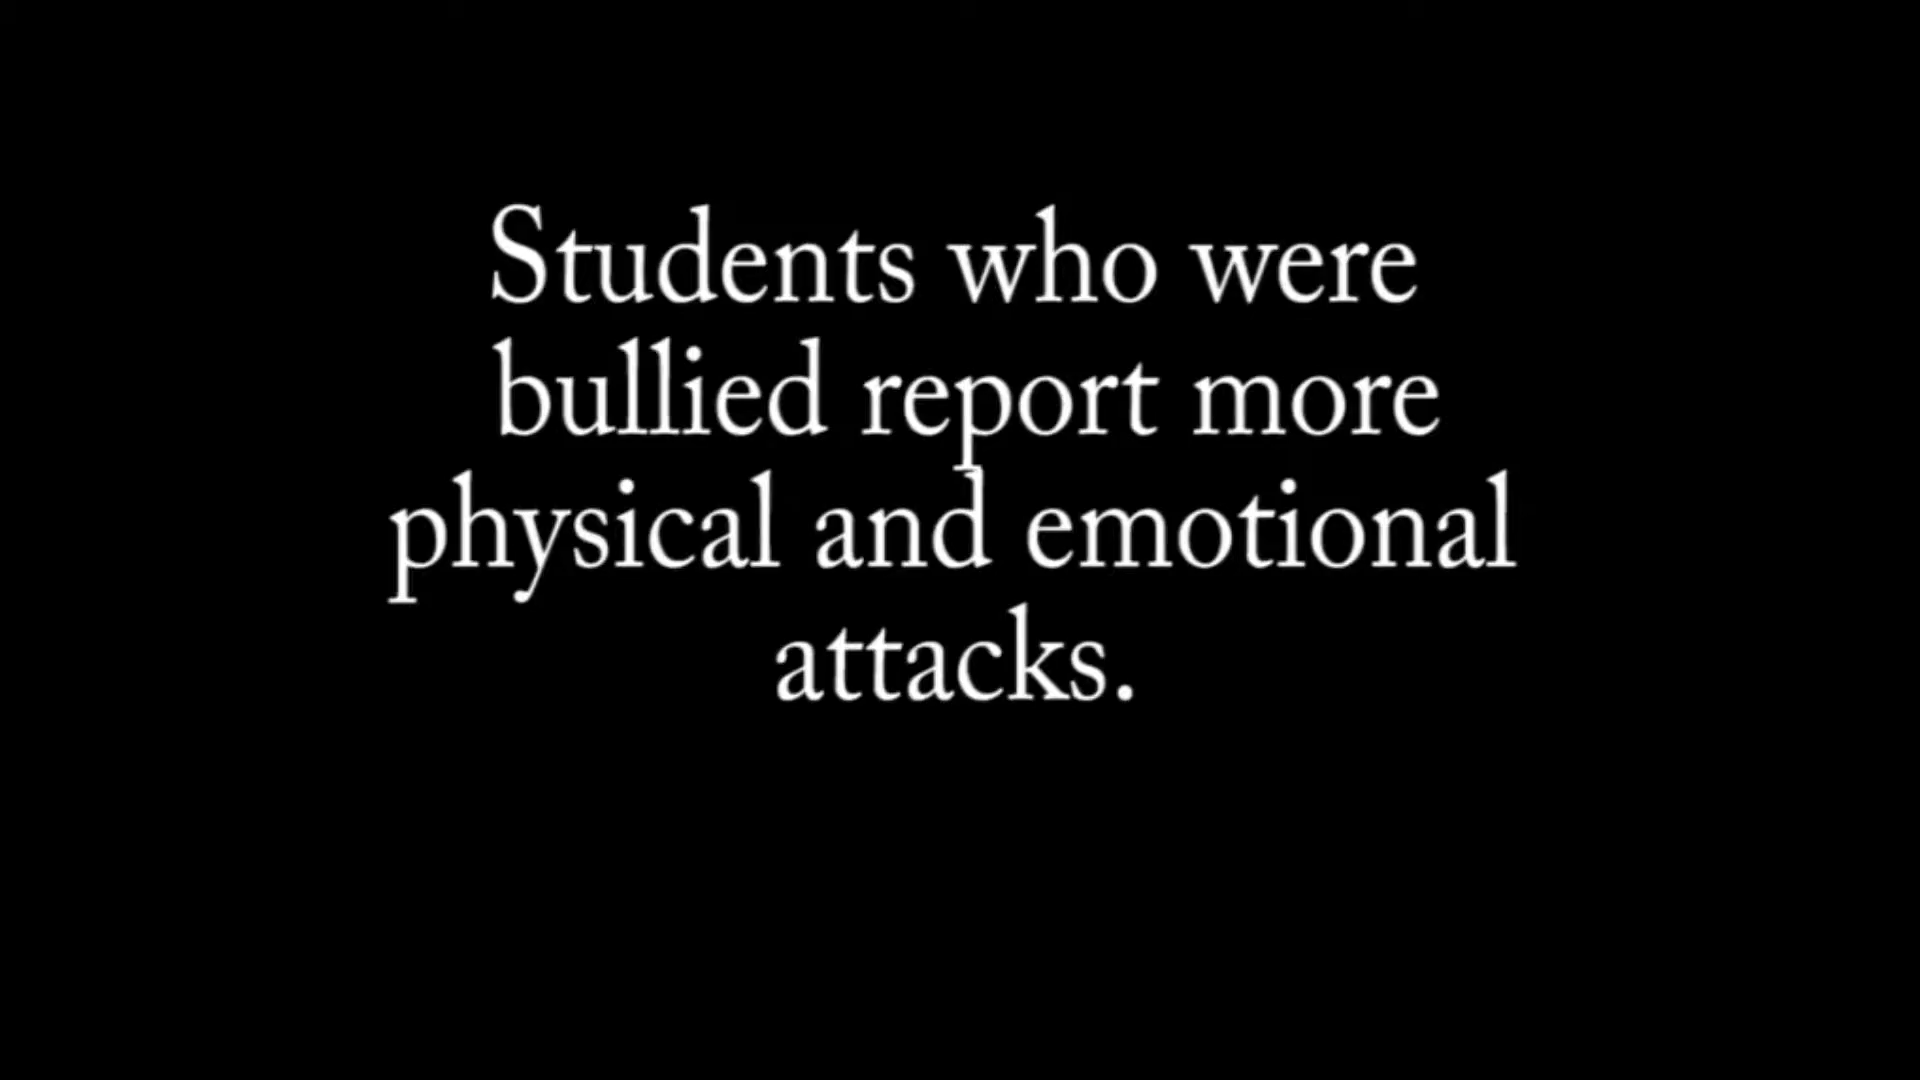 Students who were
bullied report more
physical and emotional
attacks.